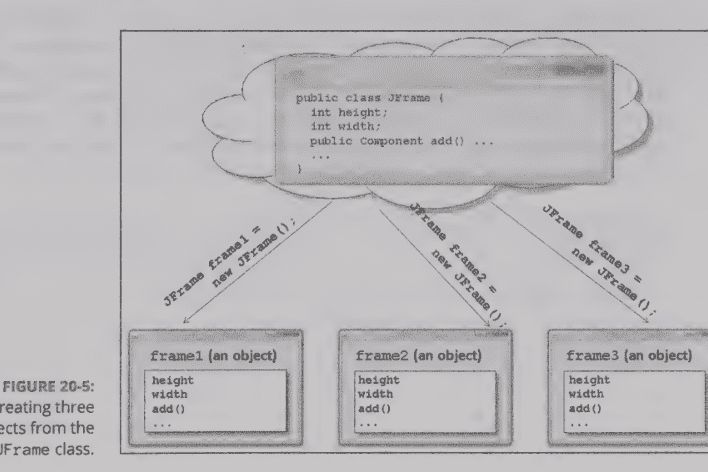 public class JFrame {
int height;
int width;
public Component add() ...
...
}
JFrame frame1 =
new JFrame();
JFrame frame2 =
new JFrame();
JFrame frame3 =
new JFrame();
frame1 (an object)
height
width
add()
...
frame2 (an object)
height
width
add()
...
frame3 (an object)
height
width
add()
...
FIGURE 20-5:
reating three
ects from the
JFrame class.